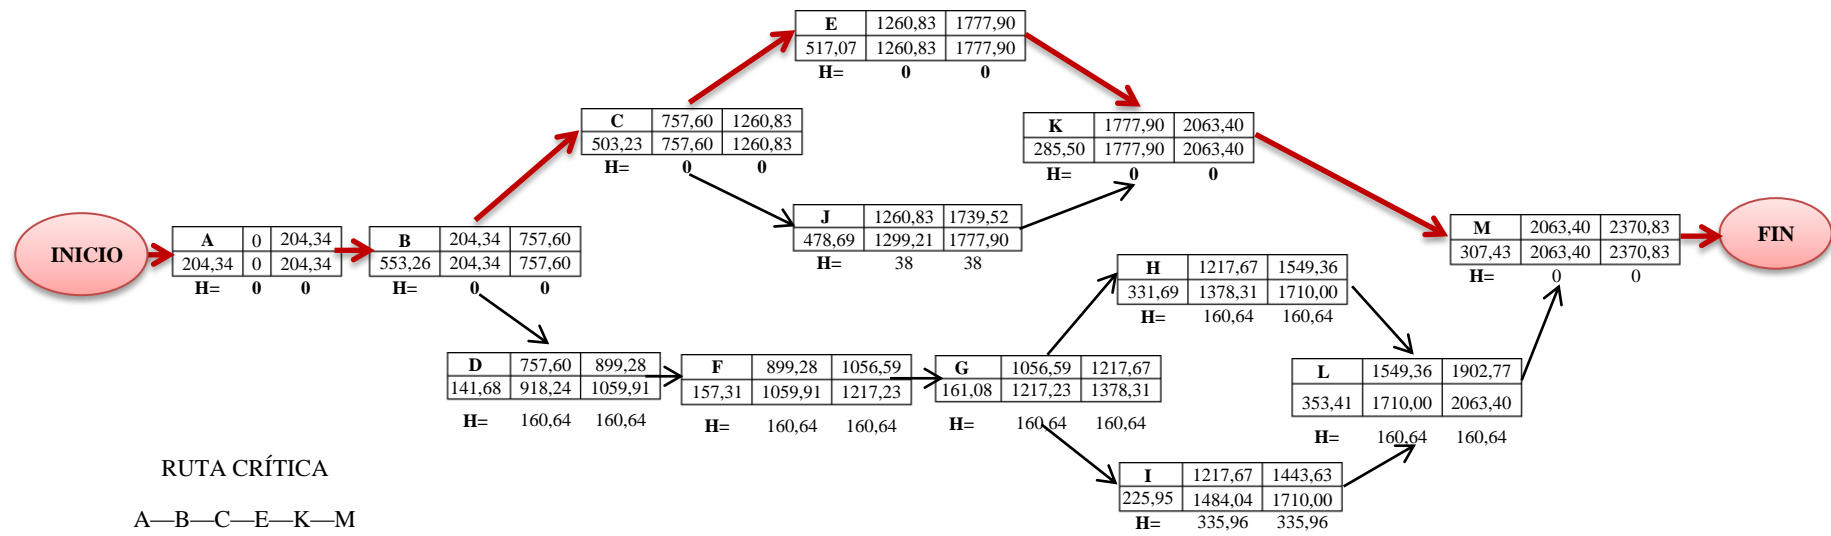 E 1260,83 1777,90
517,07 1260,83 1777,90
H= 0 0
C 757,60 1260,83
503,23 757,60 1260,83
H= 0 0
K 1777,90 2063,40
285,50 1777,90 2063,40
H= 0 0
J 1260,83 1739,52
478,69 1299,21 1777,90
H= 38 38
INICIO
A 0 204,34
204,34 0 204,34
H= 0 0
B 204,34 757,60
553,26 204,34 757,60
H= 0 0
M 2063,40 2370,83
307,43 2063,40 2370,83
H= 0 0
FIN
H 1217,67 1549,36
331,69 1378,31 1710,00
H= 160,64 160,64
D 757,60 899,28
141,68 918,24 1059,91
H= 160,64 160,64
F 899,28 1056,59
157,31 1059,91 1217,23
H= 160,64 160,64
G 1056,59 1217,67
161,08 1217,23 1378,31
H= 160,64 160,64
L 1549,36 1902,77
353,41 1710,00 2063,40
H= 160,64 160,64
I 1217,67 1443,63
225,95 1484,04 1710,00
H= 335,96 335,96
RUTA CRÍTICA
A—B—C—E—K—M